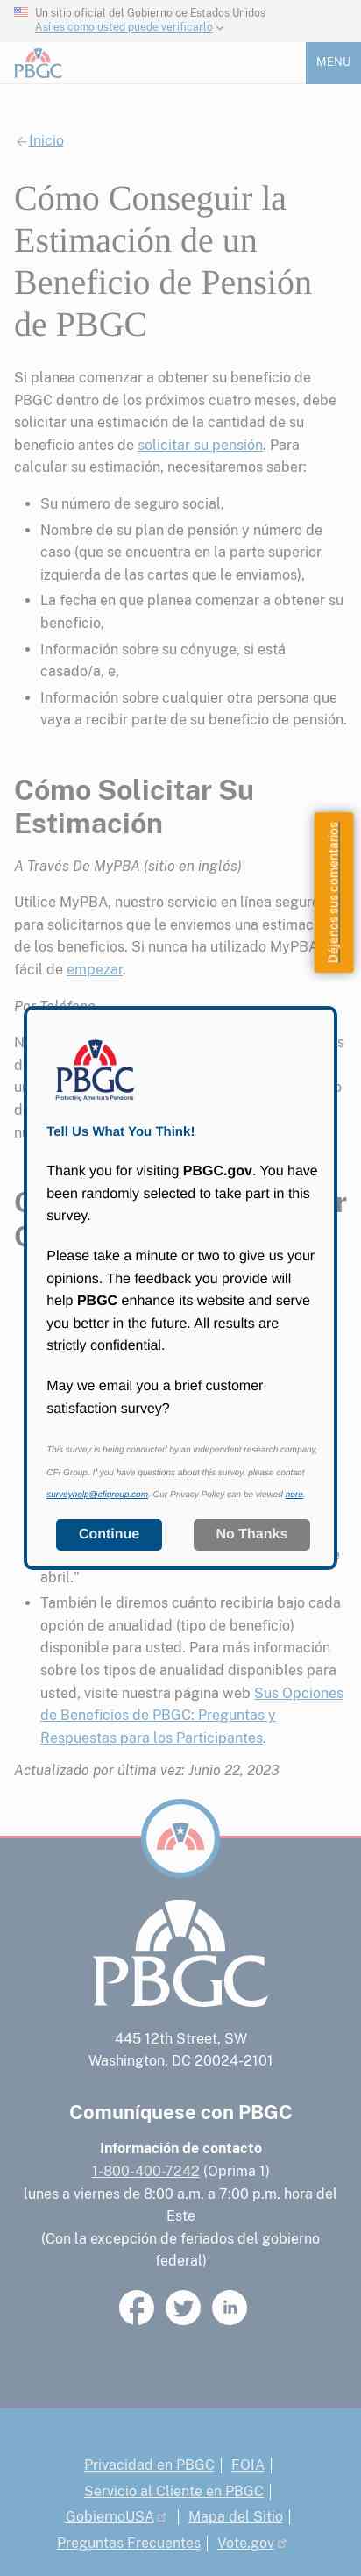 Un sitio oficial del Gobierno de Estados Unidos
Así es como usted puede verificarlo
PBGC
MENU
Inicio
Cómo Conseguir la
Estimación de un
Beneficio de Pensión
de PBGC
Si planea comenzar a obtener su beneficio de
PBGC dentro de los próximos cuatro meses, debe
solicitar una estimación de la cantidad de su
beneficio antes de solicitar su pensión. Para
calcular su estimación, necesitaremos saber:
• Su número de seguro social,
• Nombre de su plan de pensión y número de
caso (que se encuentra en la parte superior
izquierda de las cartas que le enviamos),
• La fecha en que planea comenzar a obtener su
beneficio,
• Información sobre su cónyuge, si está
casado/a, e,
• Información sobre cualquier otra persona que
vaya a recibir parte de su beneficio de pensión.
Cómo Solicitar Su
Estimación
Déjenos sus comentarios
A Través De MyPBA (sitio en inglés)
Utilice MyPBA, nuestro servicio en línea seguro
para solicitarnos que le enviemos una
de los beneficios. Si nunca ha utilizado MyPBA
fácil de empezar.
Por Teléfono
PBGC
Protecting America's Pensions
Tell Us What You Think!
Thank you for visiting PBGC.gov. You have
been randomly selected to take part in this
survey.
Please take a minute or two to give us your
opinions. The feedback you provide will
help PBGC enhance its website and serve
you better in the future. All results are
strictly confidential.
May we email you a brief customer
satisfaction survey?
This survey is being conducted by an independent research company,
CFI Group. If you have questions about this survey, please contact
surveyhelp@cfigroup.com. Our Privacy Policy can be viewed here.
Continue
No Thanks
abril."
• También le diremos cuánto recibiría bajo cada
opción de anualidad (tipo de beneficio)
disponible para usted. Para más información
sobre los tipos de anualidad disponibles para
usted, visite nuestra página web Sus Opciones
de Beneficios de PBGC: Preguntas y
Respuestas para los Participantes.
Actualizado por última vez: Junio 22, 2023
PBGC
445 12th Street, SW
Washington, DC 20024-2101
Comuníquese con PBGC
Información de contacto
1-800-400-7242 (Oprima 1)
lunes a viernes de 8:00 a.m. a 7:00 p.m. hora del
Este
(Con la excepción de feriados del gobierno
federal)
Privacidad en PBGC | FOIA |
Servicio al Cliente en PBGC |
GobiernoUSA | Mapa del Sitio |
Preguntas Frecuentes | Vote.gov